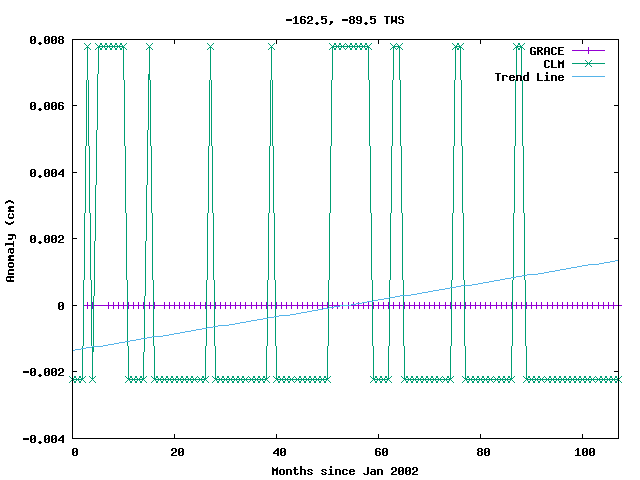 -162.5, -89.5 TWS
0.008
0.006
0.004
0.002
0
-0.002
-0.004
Anomaly (cm)
GRACE
CLM
Trend Line
0 20 40 60 80 100
Months since Jan 2002